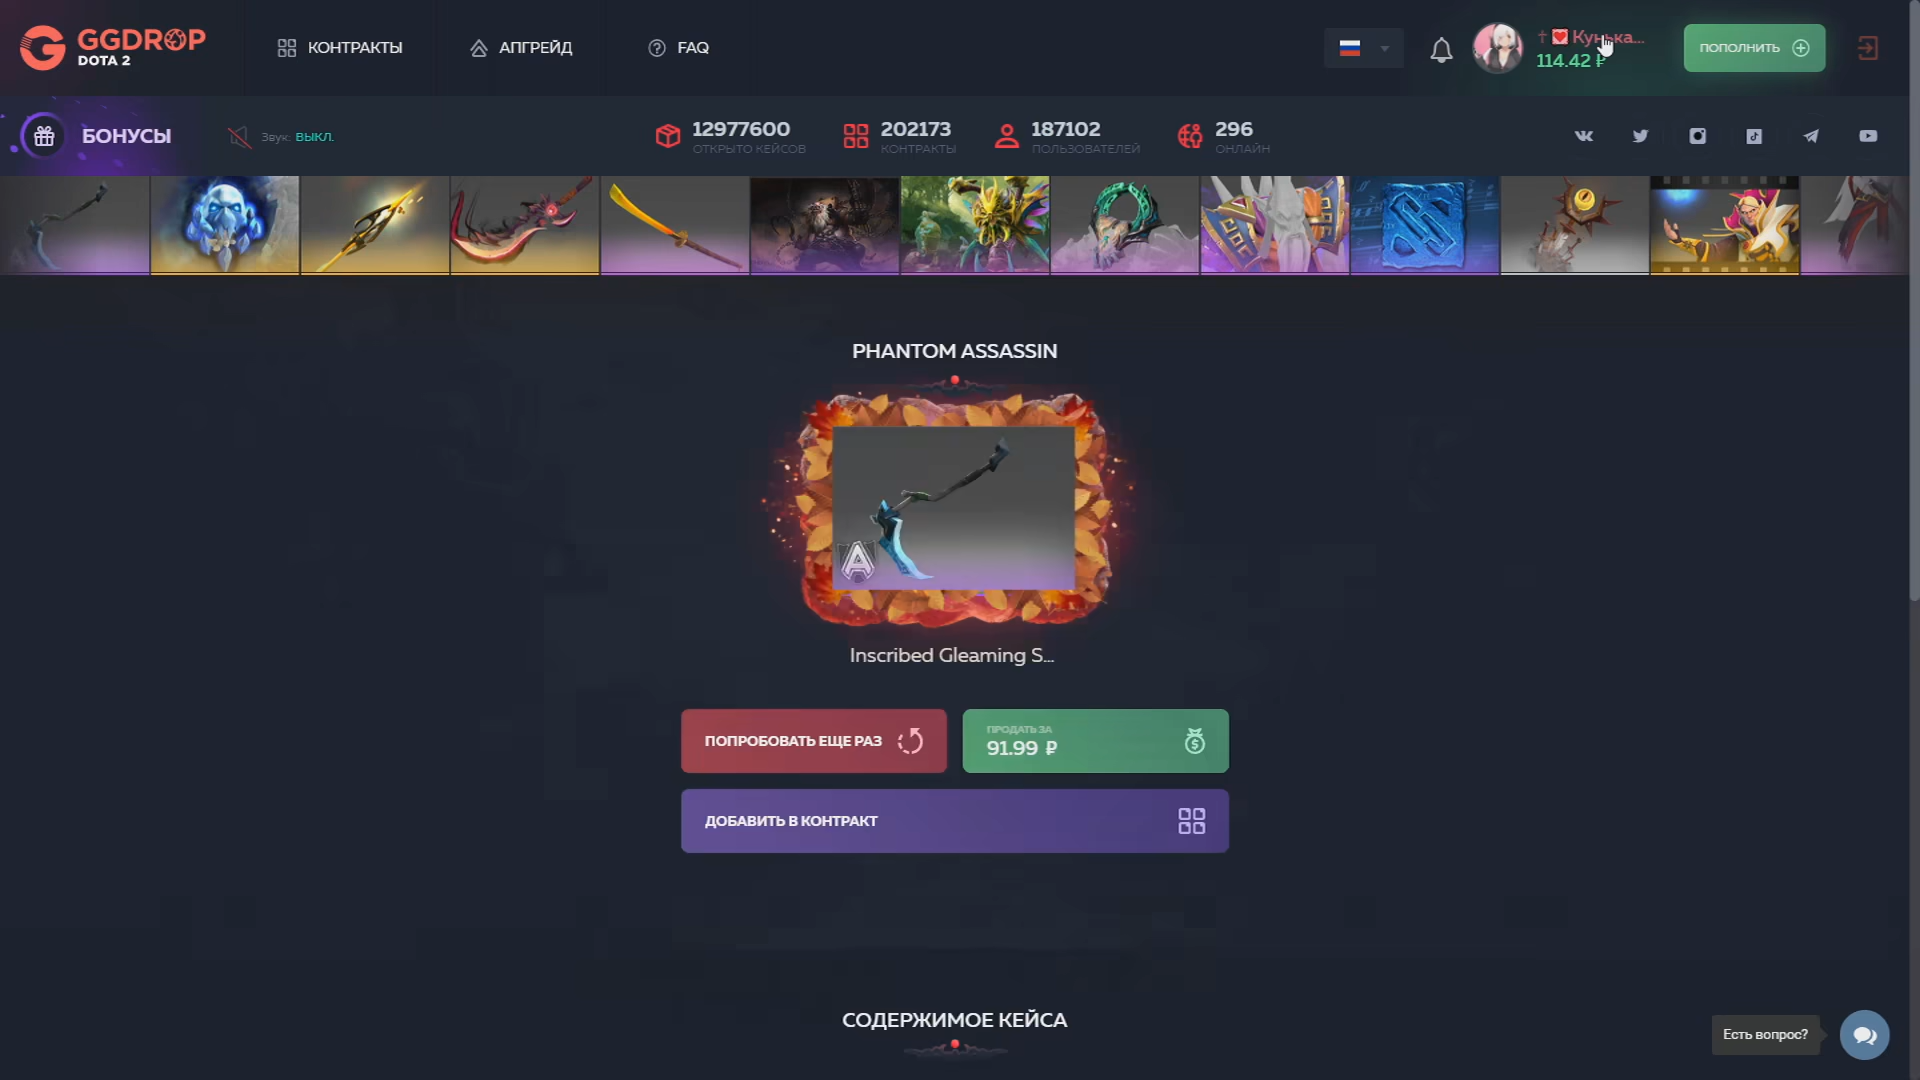 GGDROP
DOTA 2
КОНТРАКТЫ
АПГРЕЙД
FAQ
Кунька...
114.42 ₽
ПОПОЛНИТЬ
БОНУСЫ
Звук: ВЫКЛ.
12977600
ОТКРЫТО КЕЙСОВ
202173
КОНТРАКТЫ
187102
ПОЛЬЗОВАТЕЛЕЙ
296
ОНЛАЙН
PHANTOM ASSASSIN
Inscribed Gleaming S...
ПОПРОБОВАТЬ ЕЩЕ РАЗ
ПРОДАТЬ ЗА
91.99 ₽
ДОБАВИТЬ В КОНТРАКТ
СОДЕРЖИМОЕ КЕЙСА
Есть вопрос?